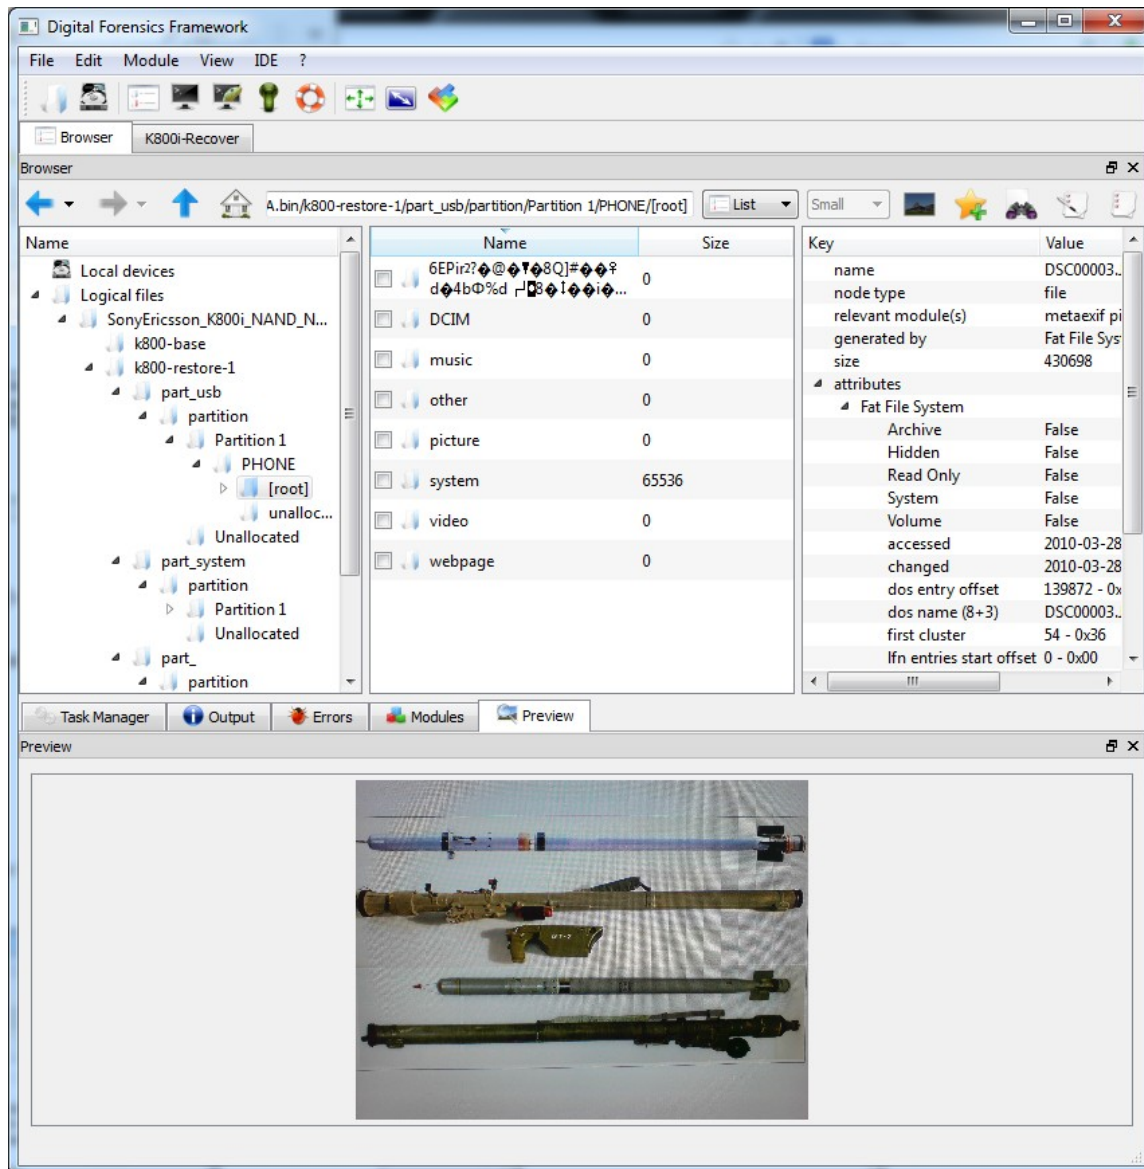 Digital Forensics Framework
File Edit Module View IDE ?
Browser K800i-Recover
Browser
A.bin/k800-restore-1/part_usb/partition/Partition 1/PHONE/[root] List Small
Name
Local devices
Logical files
SonyEricsson_K800i_NAND_N...
k800-base
k800-restore-1
part_usb
partition
Partition 1
PHONE
[root]
unalloc...
Unallocated
part_system
partition
Partition 1
Unallocated
part_
partition
Name Size
0
DCIM 0
music 0
other 0
picture 0
system 65536
video 0
webpage 0
Key Value
name DSC00003..
node type file
relevant module(s) metaexif pi
generated by Fat File Sys
size 430698
attributes
Fat File System
Archive False
Hidden False
Read Only False
System False
Volume False
accessed 2010-03-28
changed 2010-03-28
dos entry offset 139872 - 0x
dos name (8+3) DSC00003..
first cluster 54 - 0x36
lfn entries start offset 0 - 0x00
Task Manager Output Errors Modules Preview
Preview